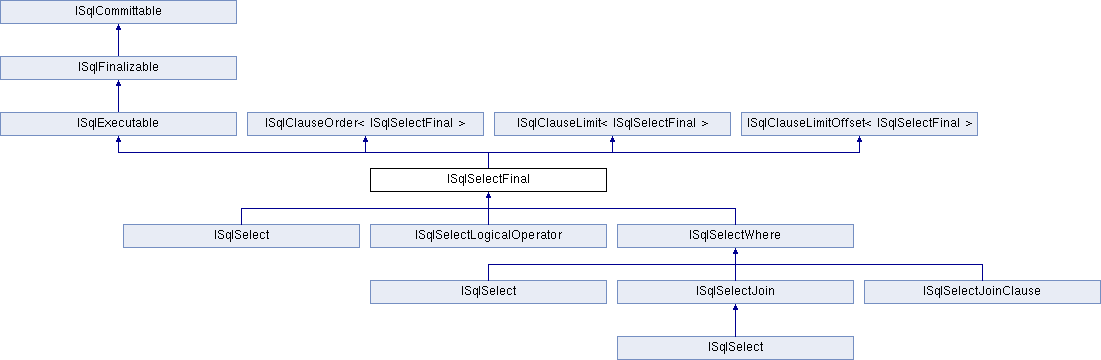 ISqlCommittable
ISqlFinalizable
ISqlExecutable
ISqlClauseOrder< ISqlSelectFinal >
ISqlClauseLimit< ISqlSelectFinal >
ISqlClauseLimitOffset< ISqlSelectFinal >
ISqlSelectFinal
ISqlSelect
ISqlSelectLogicalOperator
ISqlSelectWhere
ISqlSelect
ISqlSelectJoin
ISqlSelectJoinClause
ISqlSelect